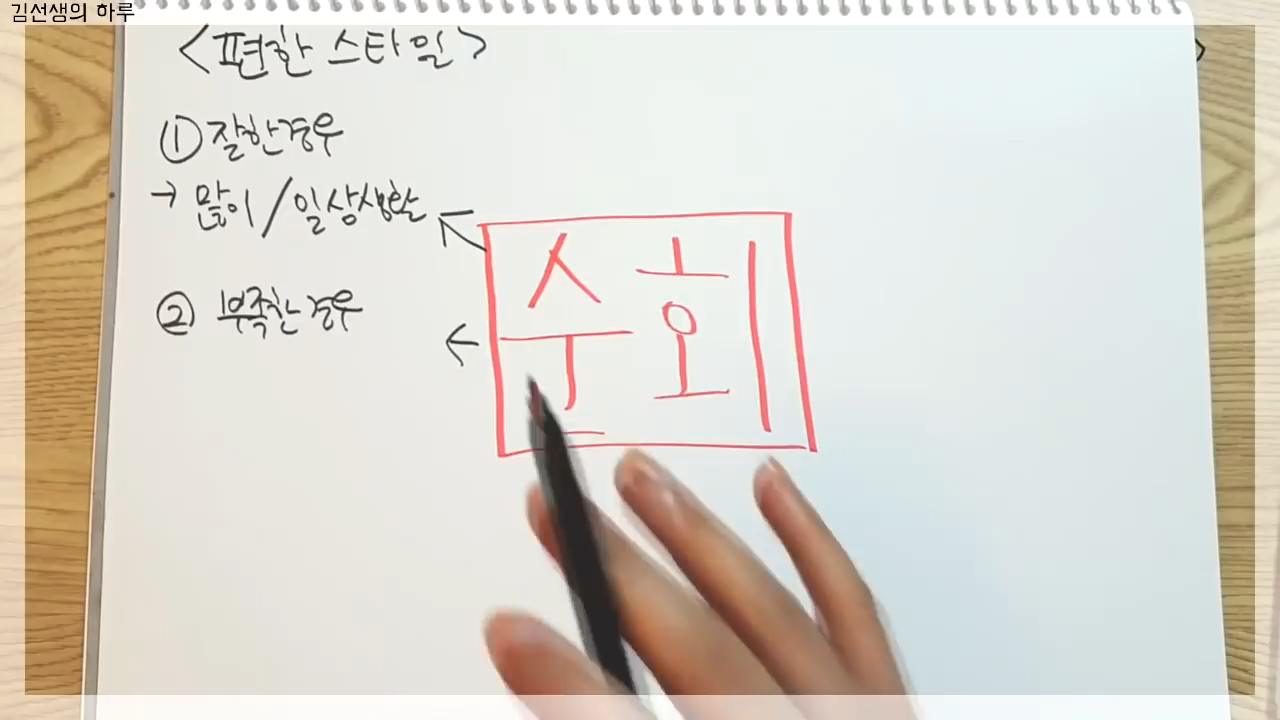 김선생의 하루
<편한 스타일>
① 잘한경우
→ 많이/일상생활
② 부족한 경우
순회